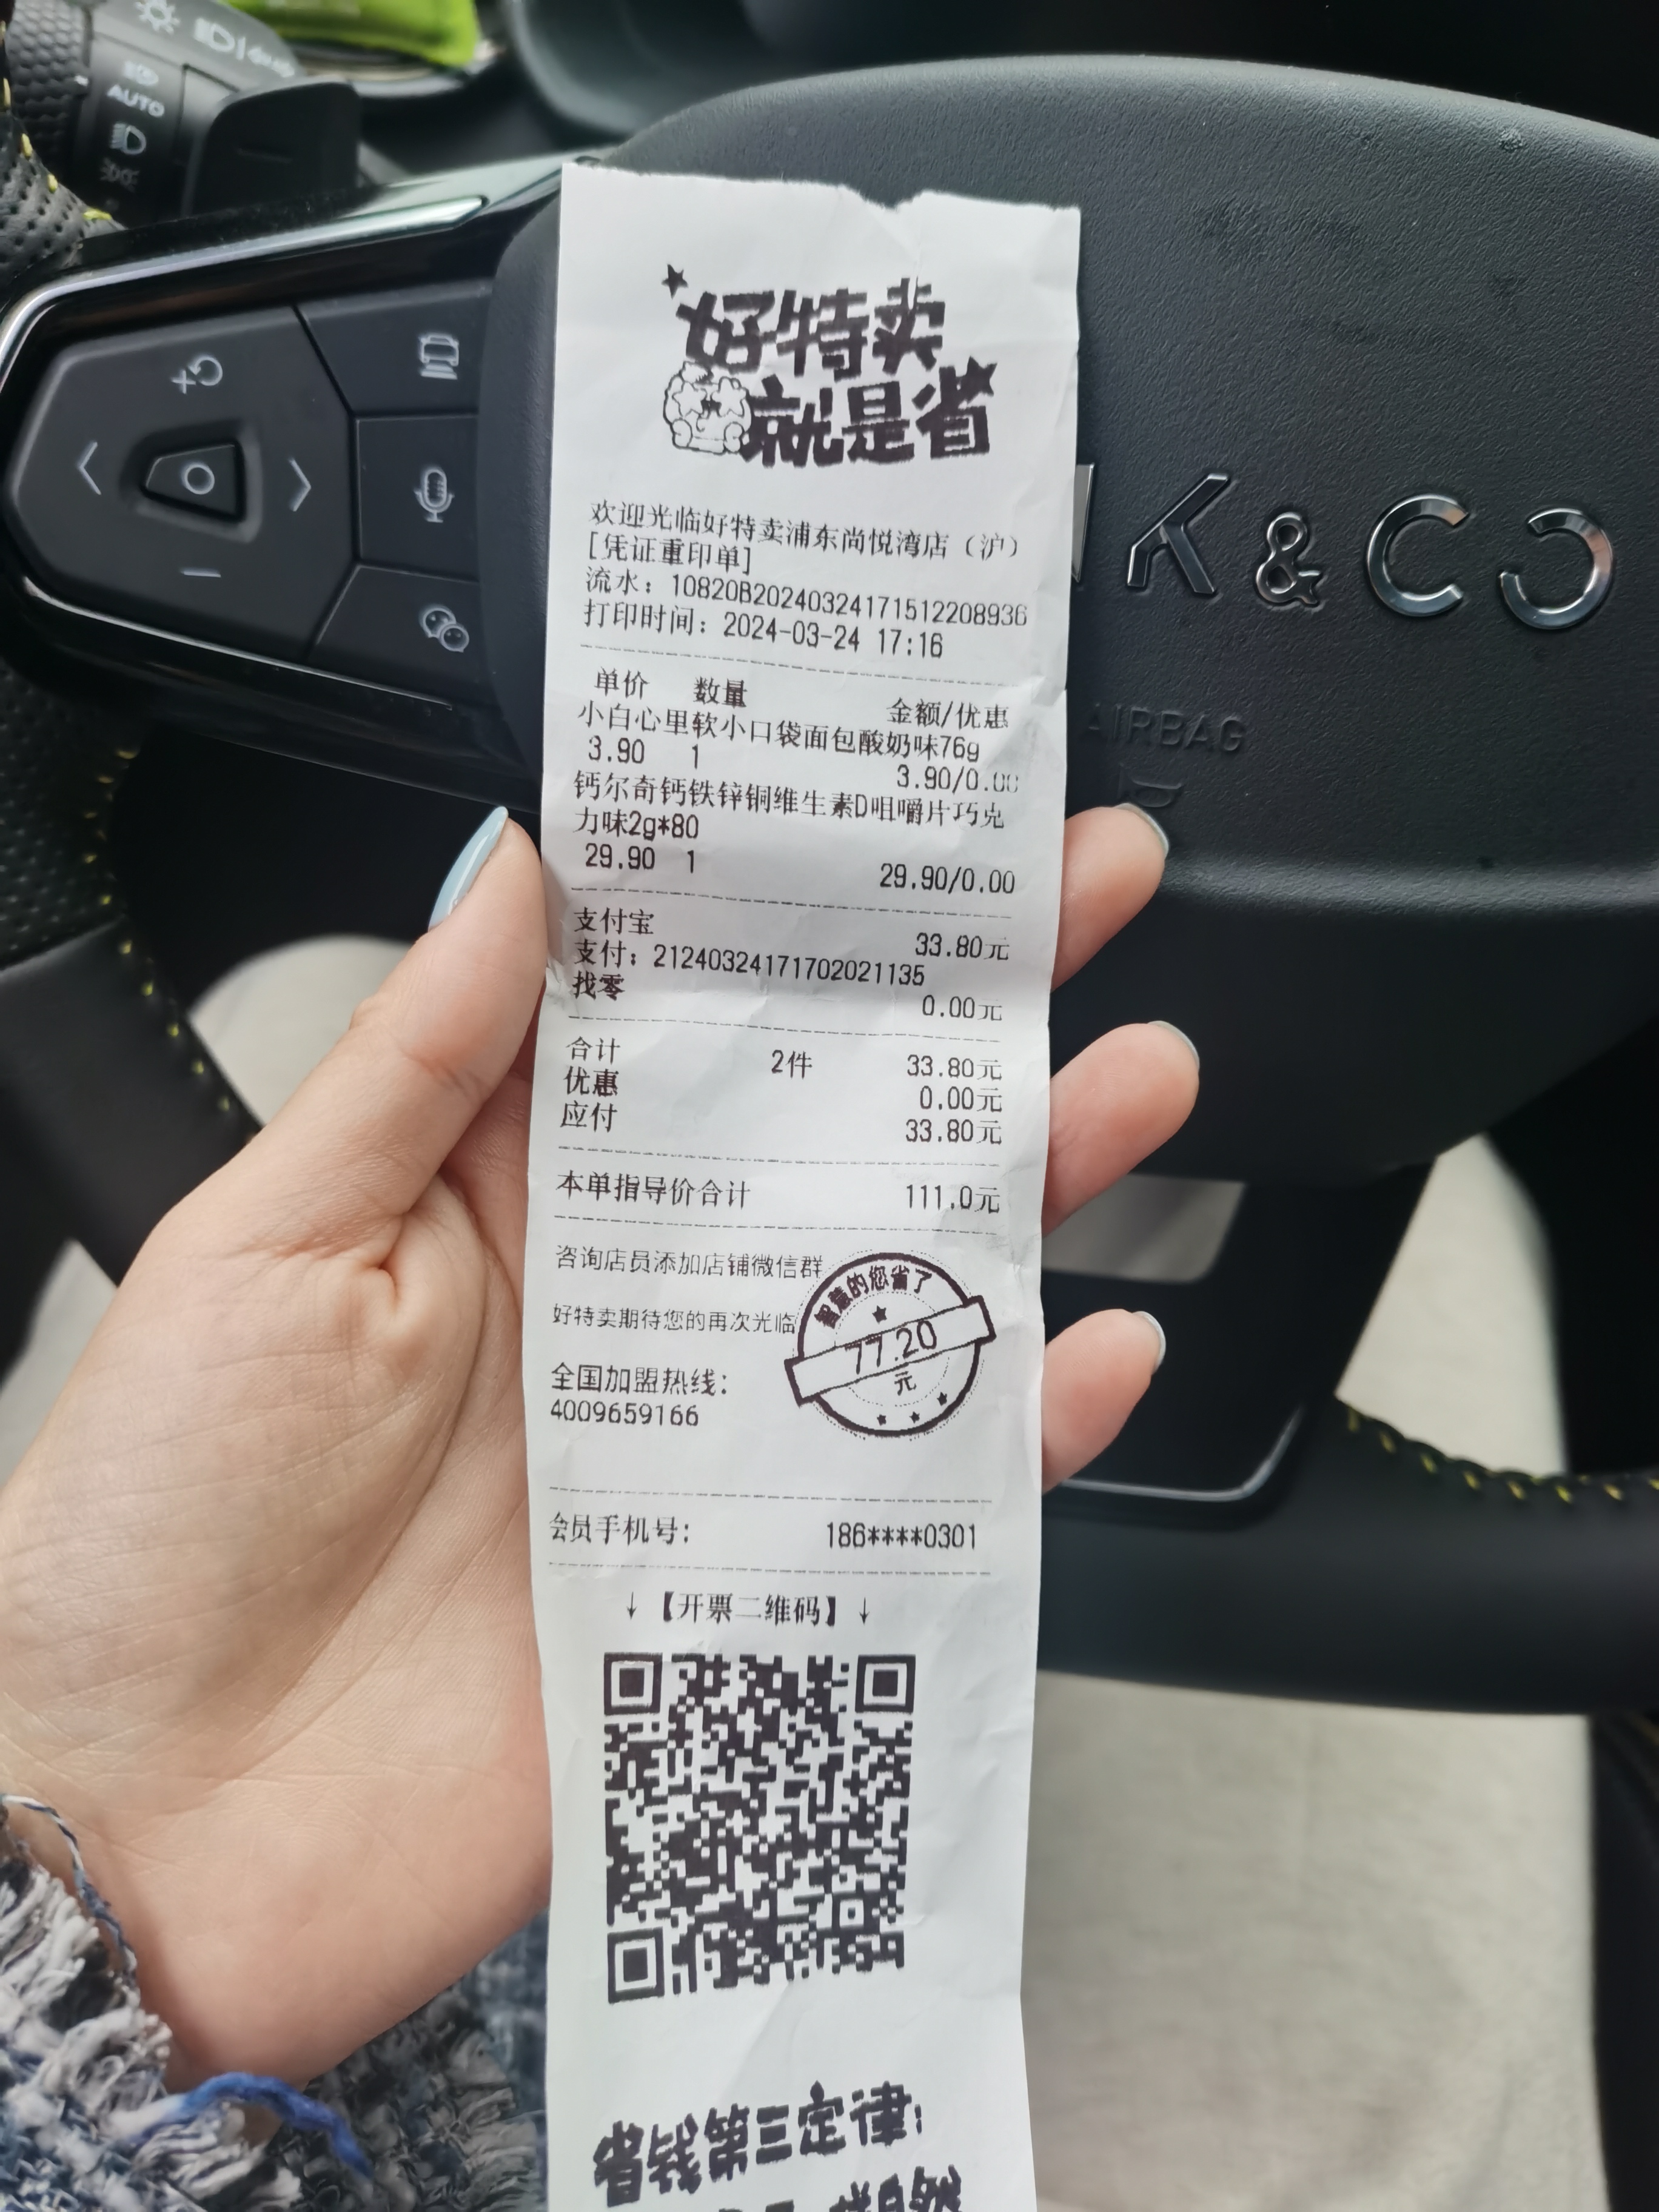 AUTO
好特卖
就是省
欢迎光临好特卖浦东尚悦湾店（沪）
[凭证重印单]
流水：10820B2024032417151220893​6
打印时间：2024-03-24 17:16
单价 数量 金额/优惠
小白心里软小口袋面包酸奶味76g
3.90 1 3.90/0.00
钙尔奇钙铁锌铜维生素D咀嚼片巧克
力味2g*80
29.90 1 29.90/0.00
支付宝 33.80元
支付：21240324171702021135
找零 0.00元
合计 2件 33.80元
优惠 0.00元
应付 33.80元
本单指导价合计 111.0元
咨询店员添加店铺微信群
好特卖期待您的再次光临
智慧的您省了
77.20
元
全国加盟热线：
4009659166
会员手机号： 186****0301
↓【开票二维码】↓
省钱第三定律：
K&CO
AIRBAG